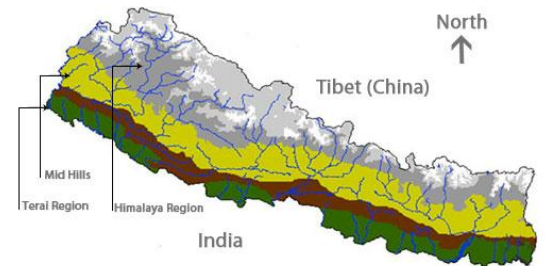 North
Tibet (China)
Mid Hills
Terai Region
Himalaya Region
India